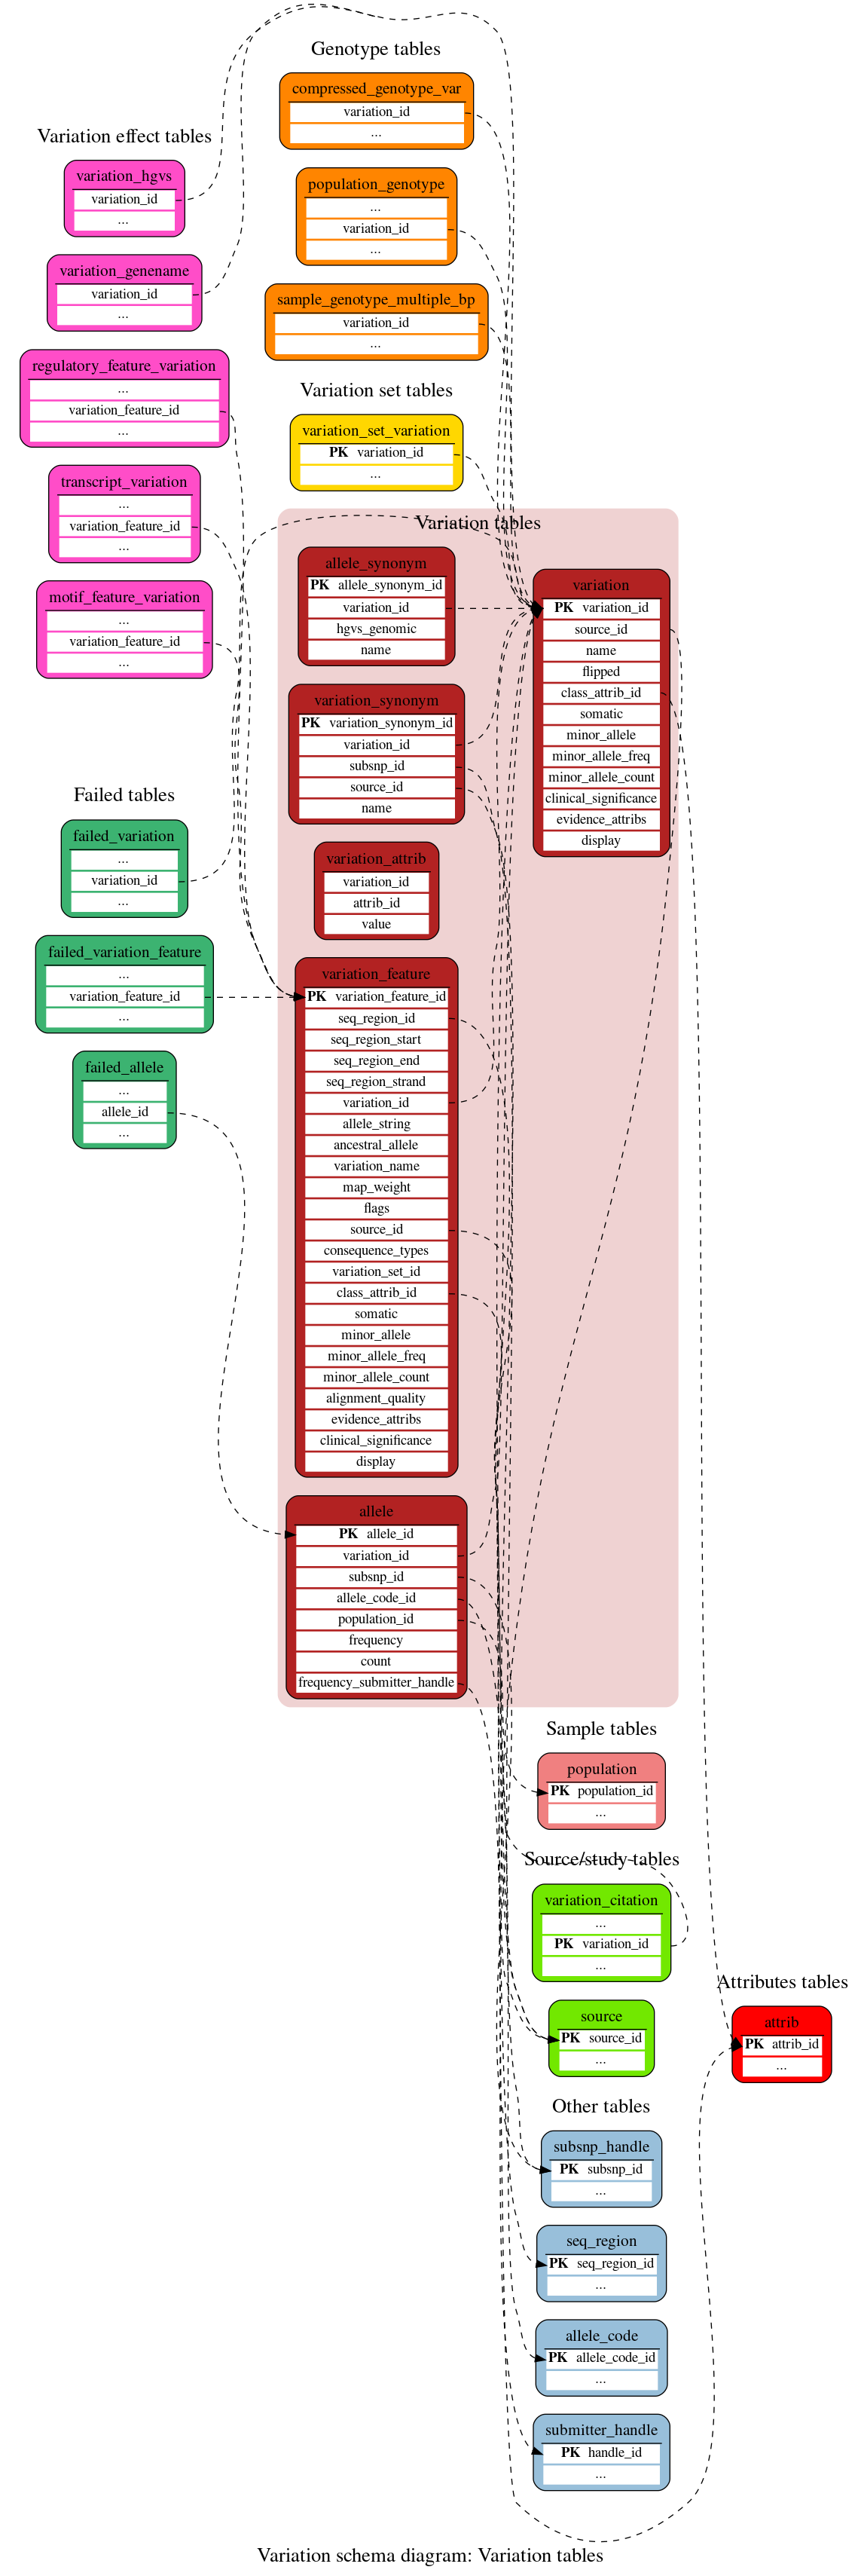 Genotype tables
compressed_genotype_var
variation_id
...
population_genotype
...
variation_id
...
sample_genotype_multiple_bp
variation_id
...
Variation effect tables
variation_hgvs
variation_id
...
variation_genename
variation_id
...
regulatory_feature_variation
...
variation_feature_id
...
transcript_variation
...
variation_feature_id
...
motif_feature_variation
...
variation_feature_id
...
Variation set tables
variation_set_variation
PK variation_id
...
Variation tables
allele_synonym
PK allele_synonym_id
variation_id
hgvs_genomic
name
variation_synonym
PK variation_synonym_id
variation_id
subsnp_id
source_id
name
variation_attrib
variation_id
attrib_id
value
variation_feature
PK variation_feature_id
seq_region_id
seq_region_start
seq_region_end
seq_region_strand
variation_id
allele_string
ancestral_allele
variation_name
map_weight
flags
source_id
consequence_types
variation_set_id
class_attrib_id
somatic
minor_allele
minor_allele_freq
minor_allele_count
alignment_quality
evidence_attribs
clinical_significance
display
allele
PK allele_id
variation_id
subsnp_id
allele_code_id
population_id
frequency
count
frequency_submitter_handle
variation
PK variation_id
source_id
name
flipped
class_attrib_id
somatic
minor_allele
minor_allele_freq
minor_allele_count
clinical_significance
evidence_attribs
display
Failed tables
failed_variation
...
variation_id
...
failed_variation_feature
...
variation_feature_id
...
failed_allele
...
allele_id
...
Sample tables
population
PK population_id
...
Source/study tables
variation_citation
...
PK variation_id
...
source
PK source_id
...
Attributes tables
attrib
PK attrib_id
...
Other tables
subsnp_handle
PK subsnp_id
...
seq_region
PK seq_region_id
...
allele_code
PK allele_code_id
...
submitter_handle
PK handle_id
...
Variation schema diagram: Variation tables